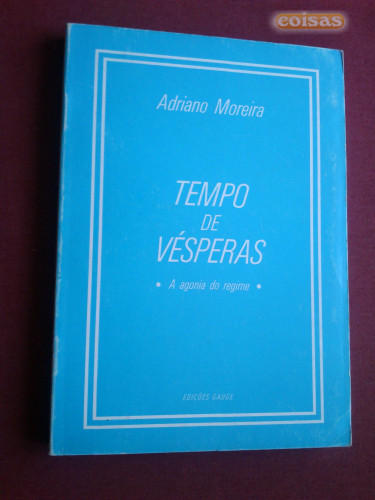 coisas
Adriano Moreira
TEMPO
DE
VÉSPERAS
• A agonia do regime •
EDIÇÕES GAUGE